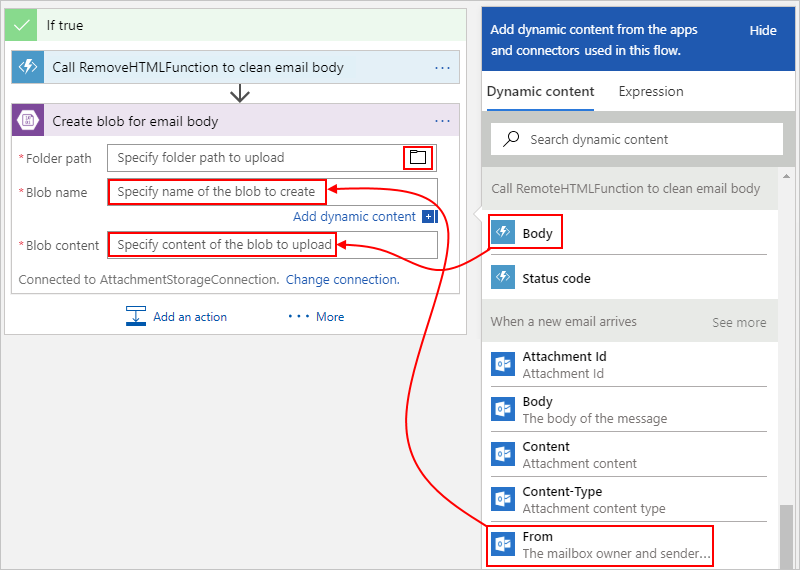 If true
Call RemoveHTMLFunction to clean email body
Create blob for email body
* Folder path
Specify folder path to upload
* Blob name
Specify name of the blob to create
Add dynamic content
* Blob content
Specify content of the blob to upload
Connected to AttachmentStorageConnection. Change connection.
Add an action
More
Add dynamic content from the apps
and connectors used in this flow.
Hide
Dynamic content
Expression
Search dynamic content
Call RemoteHTMLFunction to clean email body
Body
Status code
When a new email arrives
See more
Attachment Id
Attachment Id
Body
The body of the message
Content
Attachment content
Content-Type
Attachment content type
From
The mailbox owner and sender...